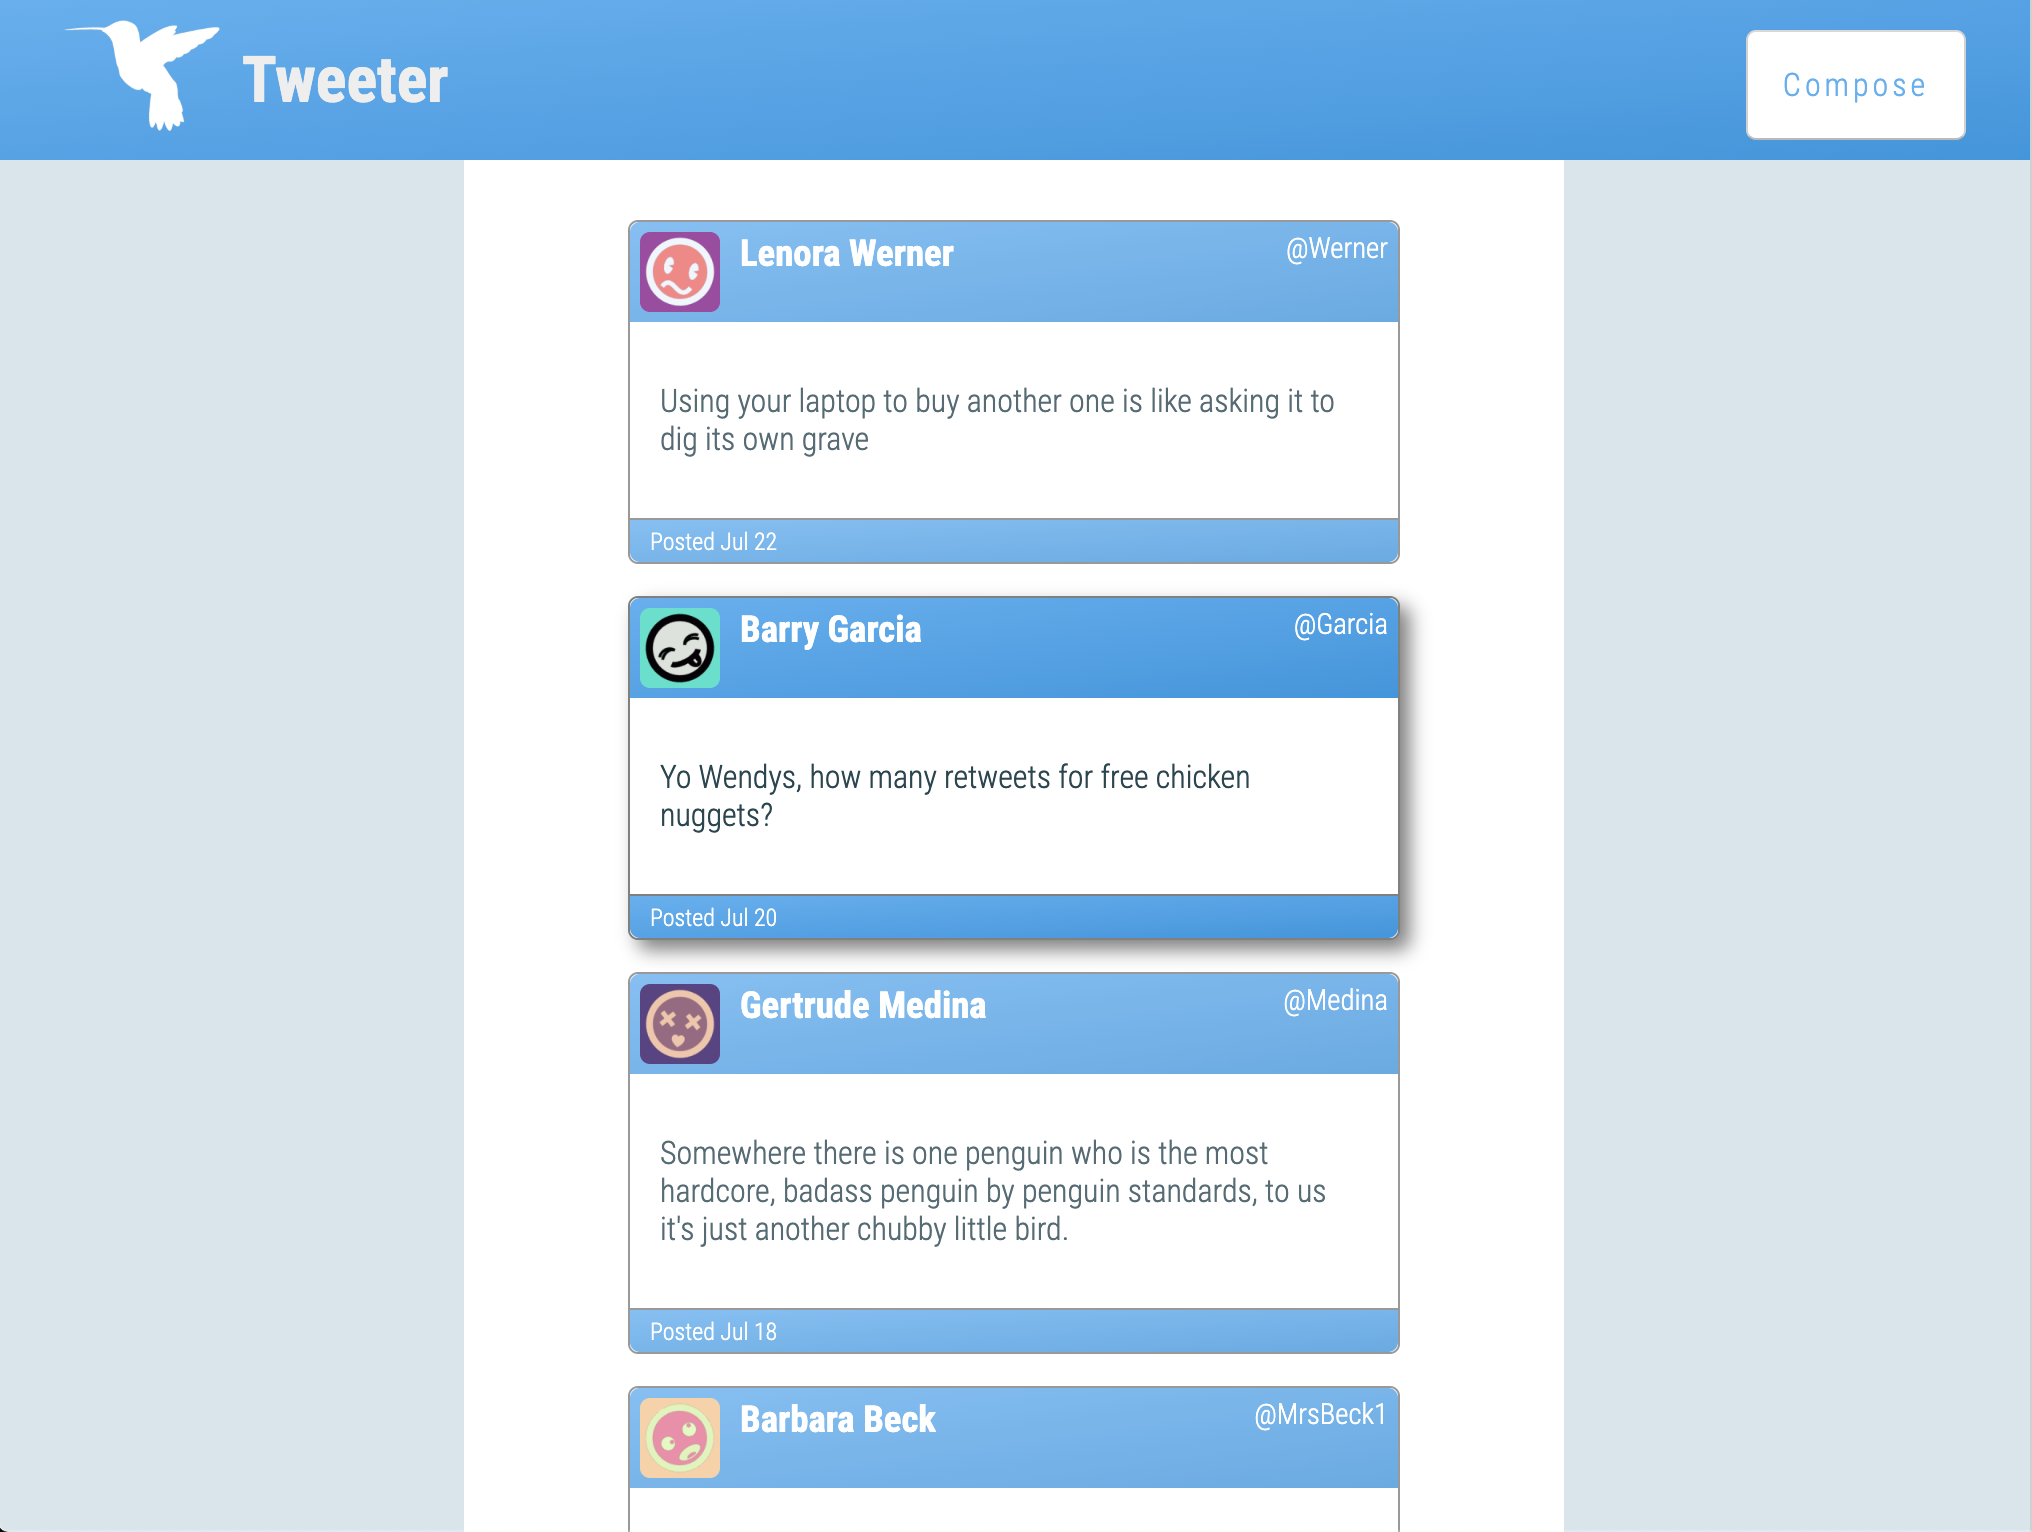 Tweeter
Compose
Lenora Werner
@Werner
Using your laptop to buy another one is like asking it to
dig its own grave
Posted Jul 22
Barry Garcia
@Garcia
Yo Wendys, how many retweets for free chicken
nuggets?
Posted Jul 20
Gertrude Medina
@Medina
Somewhere there is one penguin who is the most
hardcore, badass penguin by penguin standards, to us
it's just another chubby little bird.
Posted Jul 18
Barbara Beck
@MrsBeck1